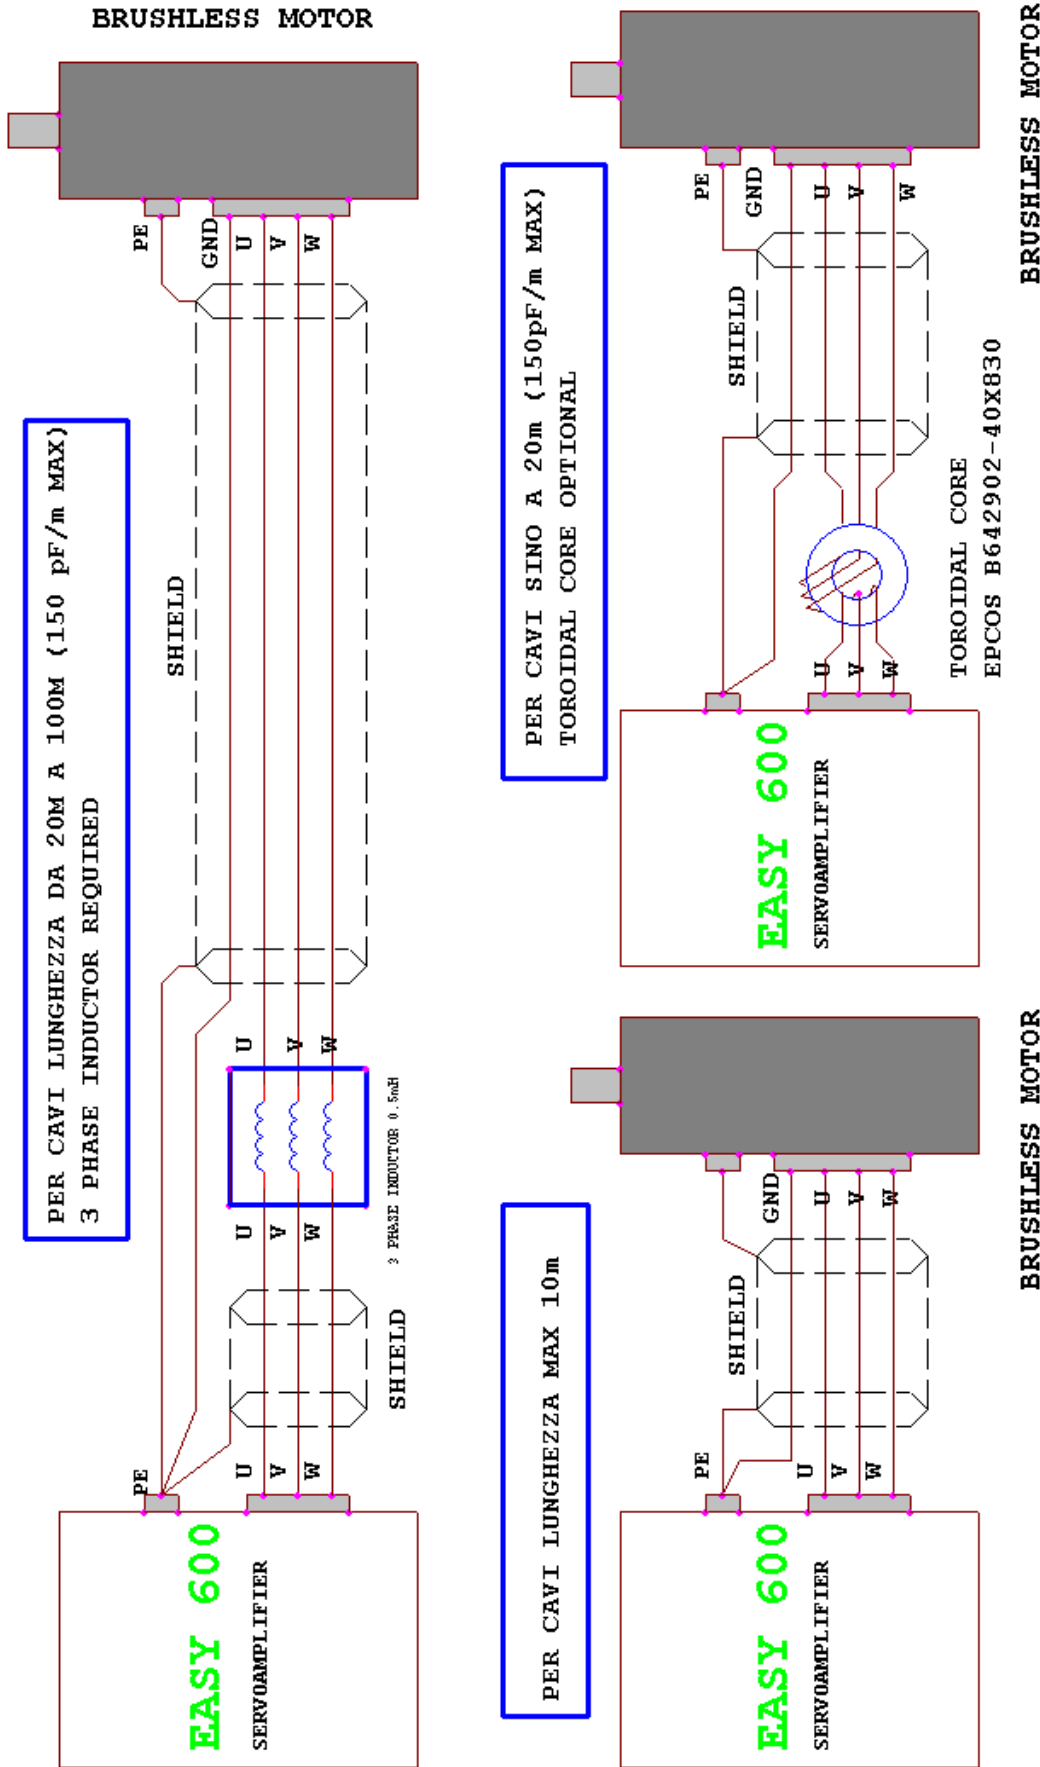 BRUSHLESS MOTOR
PE
GND
U
V
W
PER CAVI LUNGHEZZA DA 20M A 100M (150 pF/m MAX)
3 PHASE INDUCTOR REQUIRED
SHIELD
U
V
W
3 PHASE INDUCTOR 0.5mH
U
V
W
SHIELD
PE
U
V
W
EASY 600
SERVOAMPLIFIER
BRUSHLESS MOTOR
PE
GND
U
V
W
PER CAVI SINO A 20m (150pF/m MAX)
TOROIDAL CORE OPTIONAL
SHIELD
TOROIDAL CORE
EPCOS B642902-40X830
U
V
W
EASY 600
SERVOAMPLIFIER
BRUSHLESS MOTOR
GND
U
V
W
PER CAVI LUNGHEZZA MAX 10m
SHIELD
PE
U
V
W
EASY 600
SERVOAMPLIFIER